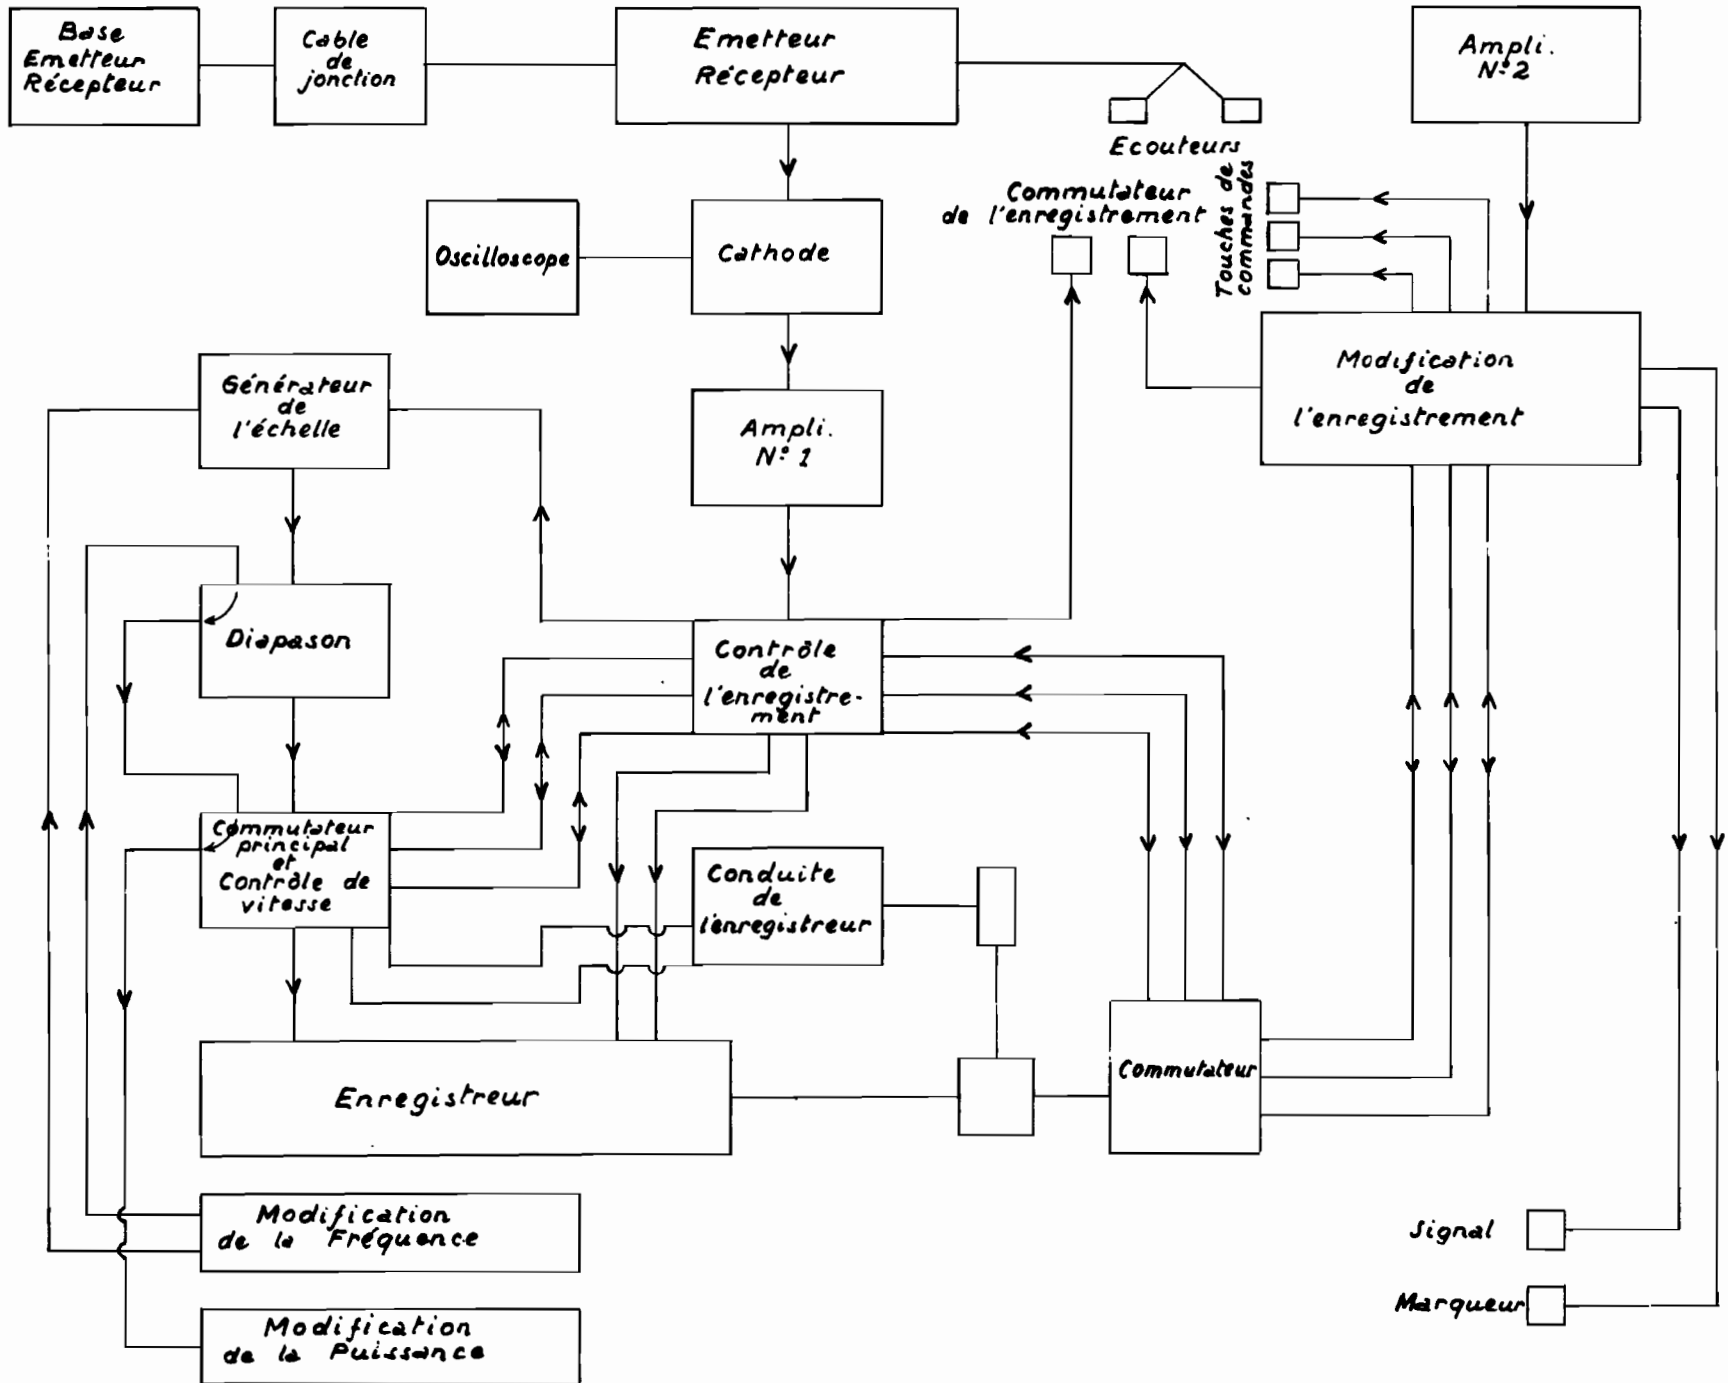 Base
Emetteur
Récepteur
Cable
de
jonction
Emetteur
Récepteur
Ampli.
N° 2
Ecouteurs
Commutateur
de l'enregistrement
Touches de
commandes
Oscilloscope
Cathode
Générateur
de
l'échelle
Ampli.
N° 1
Modification
de
l'enregistrement
Diapason
Contrôle
de
l'enregistre-
ment
Commutateur
principal
et
Contrôle de
vitesse
Conduite
de
l'enregistreur
Enregistreur
Commutateur
Modification
de la Fréquence
Signal
Marqueur
Modification
de la Puissance